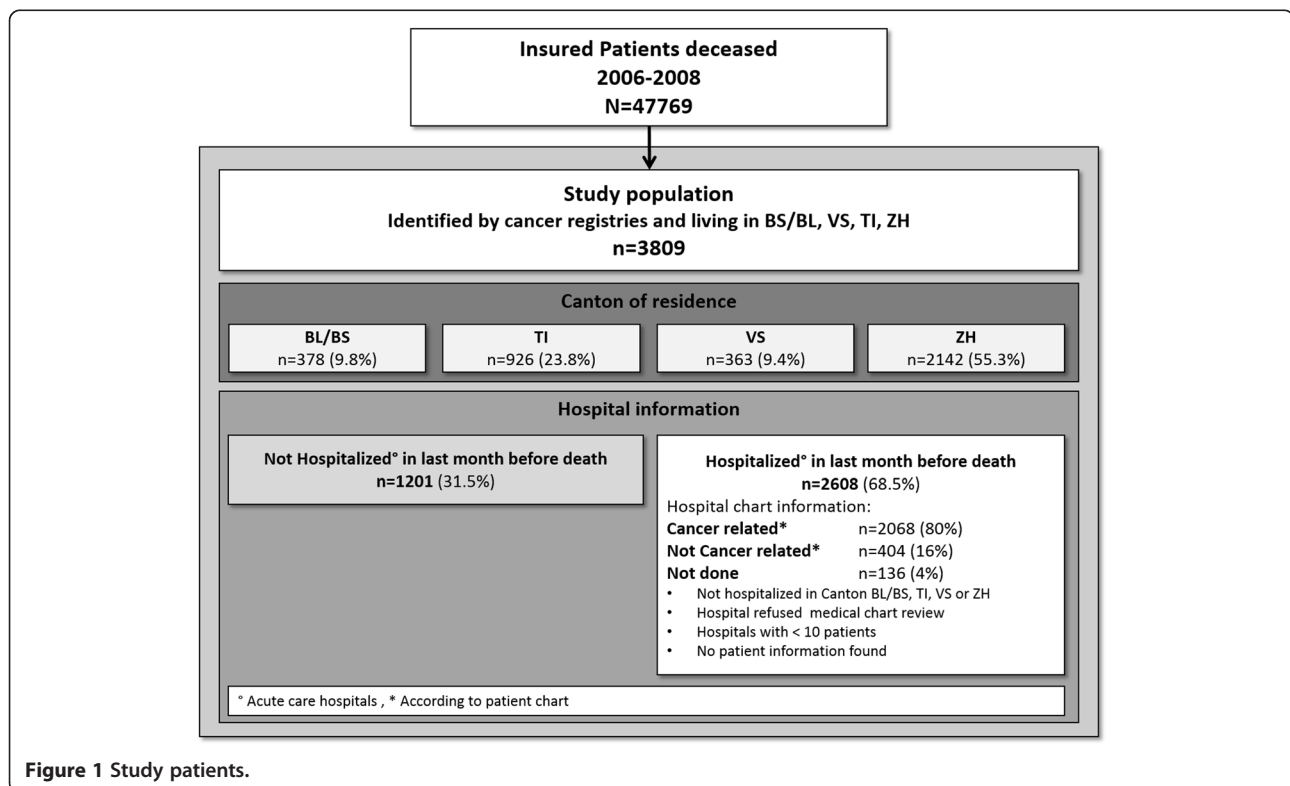 Insured Patients deceased
2006-2008
N=47769
Study population
Identified by cancer registries and living in BS/BL, VS, TI, ZH
n=3809
Canton of residence
BL/BS
n=378 (9.8%)
TI
n=926 (23.8%)
VS
n=363 (9.4%)
ZH
n=2142 (55.3%)
Hospital information
Not Hospitalized° in last month before death
n=1201 (31.5%)
Hospitalized° in last month before death
n=2608 (68.5%)
Hospital chart information:
Cancer related* n=2068 (80%)
Not Cancer related* n=404 (16%)
Not done n=136 (4%)
• Not hospitalized in Canton BL/BS, TI, VS or ZH
• Hospital refused medical chart review
• Hospitals with < 10 patients
• No patient information found
° Acute care hospitals , * According to patient chart
Figure 1 Study patients.